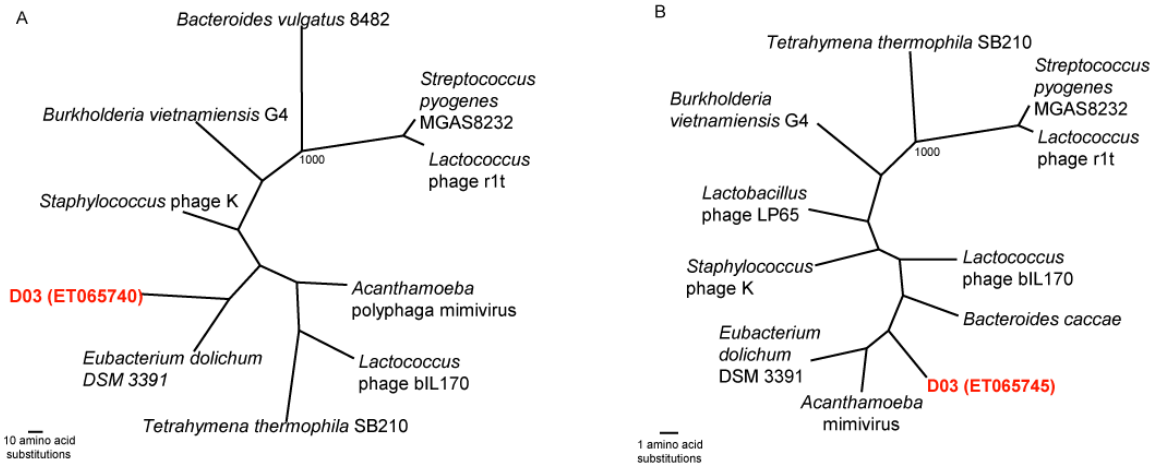 A
Bacteroides vulgatus 8482
Streptococcus
pyogenes
MGAS8232
Burkholderia vietnamiensis G4
1000
Lactococcus
phage r1t
Staphylococcus phage K
D03 (ET065740)
Acanthamoeba
polyphaga mimivirus
Eubacterium dolichum
DSM 3391
Lactococcus
phage bIL170
Tetrahymena thermophila SB210
10 amino acid
substitutions
B
Tetrahymena thermophila SB210
Streptococcus
pyogenes
MGAS8232
Burkholderia
vietnamiensis G4
1000
Lactococcus
phage r1t
Lactobacillus
phage LP65
Staphylococcus
phage K
Lactococcus
phage bIL170
Bacteroides caccae
Eubacterium
dolichum
DSM 3391
D03 (ET065745)
Acanthamoeba
mimivirus
1 amino acid
substitutions